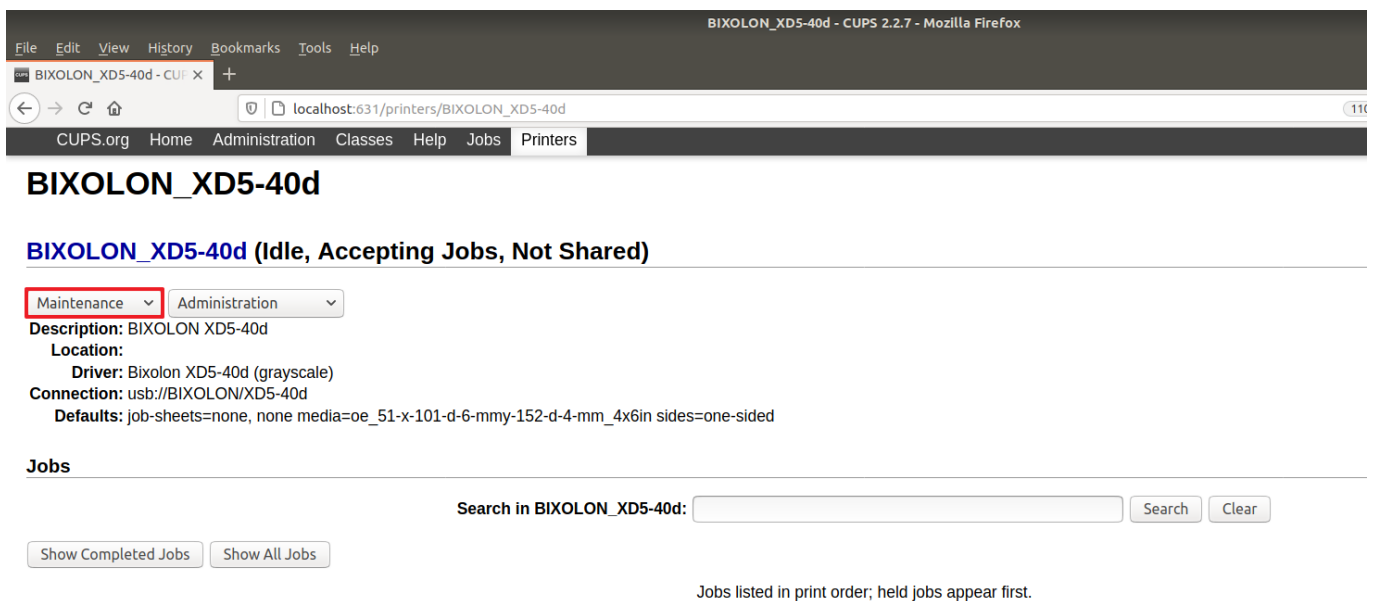 BIXOLON_XD5-40d - CUPS 2.2.7 - Mozilla Firefox
File Edit View History Bookmarks Tools Help
CUPS BIXOLON_XD5-40d - CUP × +
localhost:631/printers/BIXOLON_XD5-40d 110
CUPS.org Home Administration Classes Help Jobs Printers
BIXOLON_XD5-40d
BIXOLON_XD5-40d (Idle, Accepting Jobs, Not Shared)
Maintenance Administration
Description: BIXOLON XD5-40d
Location:
Driver: Bixolon XD5-40d (grayscale)
Connection: usb://BIXOLON/XD5-40d
Defaults: job-sheets=none, none media=oe_51-x-101-d-6-mmy-152-d-4-mm_4x6in sides=one-sided
Jobs
Search in BIXOLON_XD5-40d: Search Clear
Show Completed Jobs Show All Jobs
Jobs listed in print order; held jobs appear first.